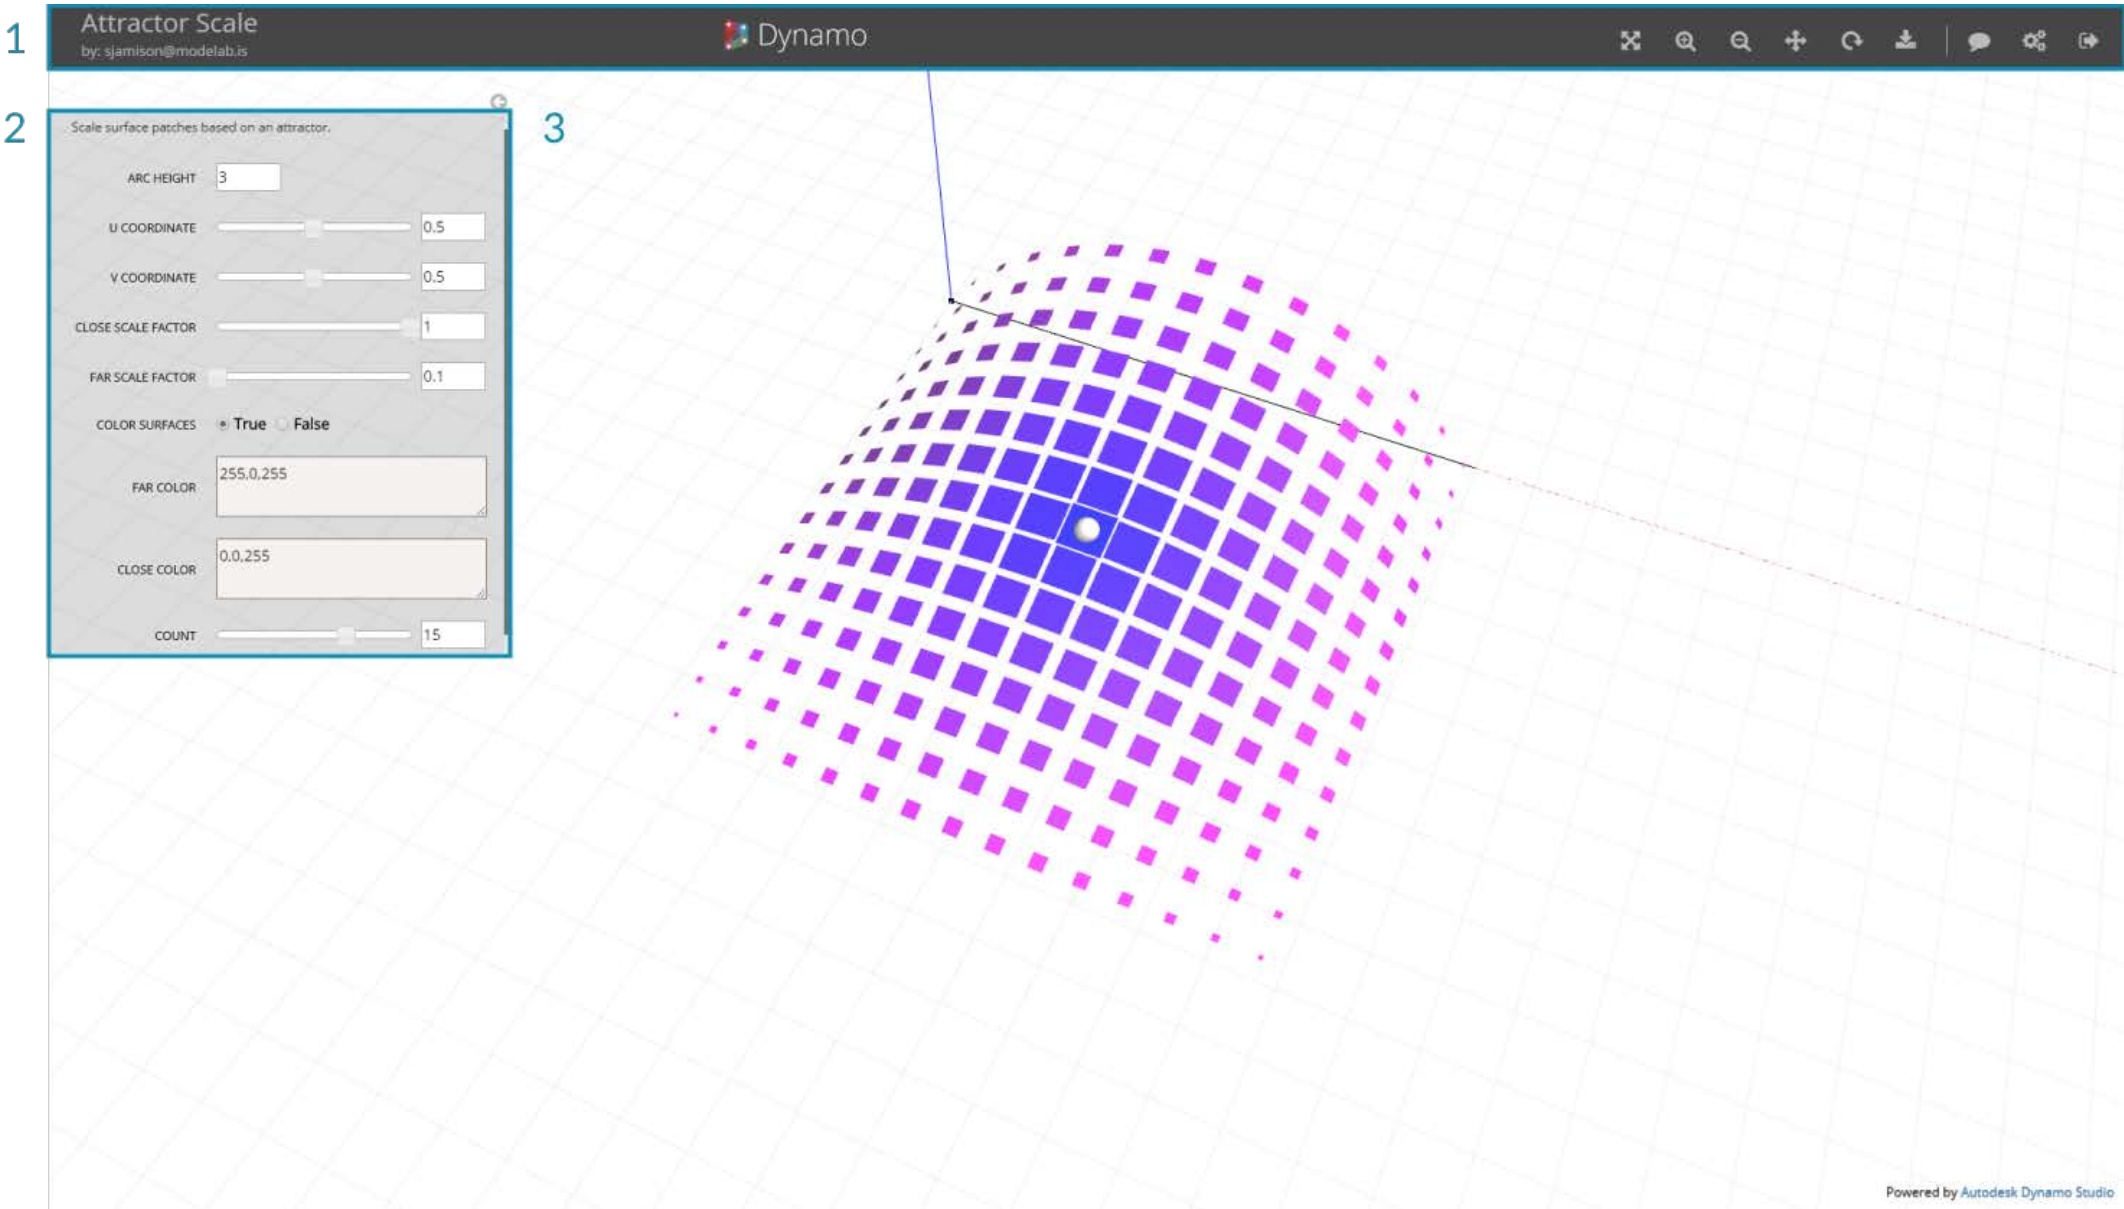 1
Attractor Scale
by: sjamison@modelab.is
Dynamo
2
Scale surface patches based on an attractor.
3
ARC HEIGHT 3
U COORDINATE 0.5
V COORDINATE 0.5
CLOSE SCALE FACTOR 1
FAR SCALE FACTOR 0.1
COLOR SURFACES True False
FAR COLOR 255,0,255
CLOSE COLOR 0,0,255
COUNT 15
Powered by Autodesk Dynamo Studio